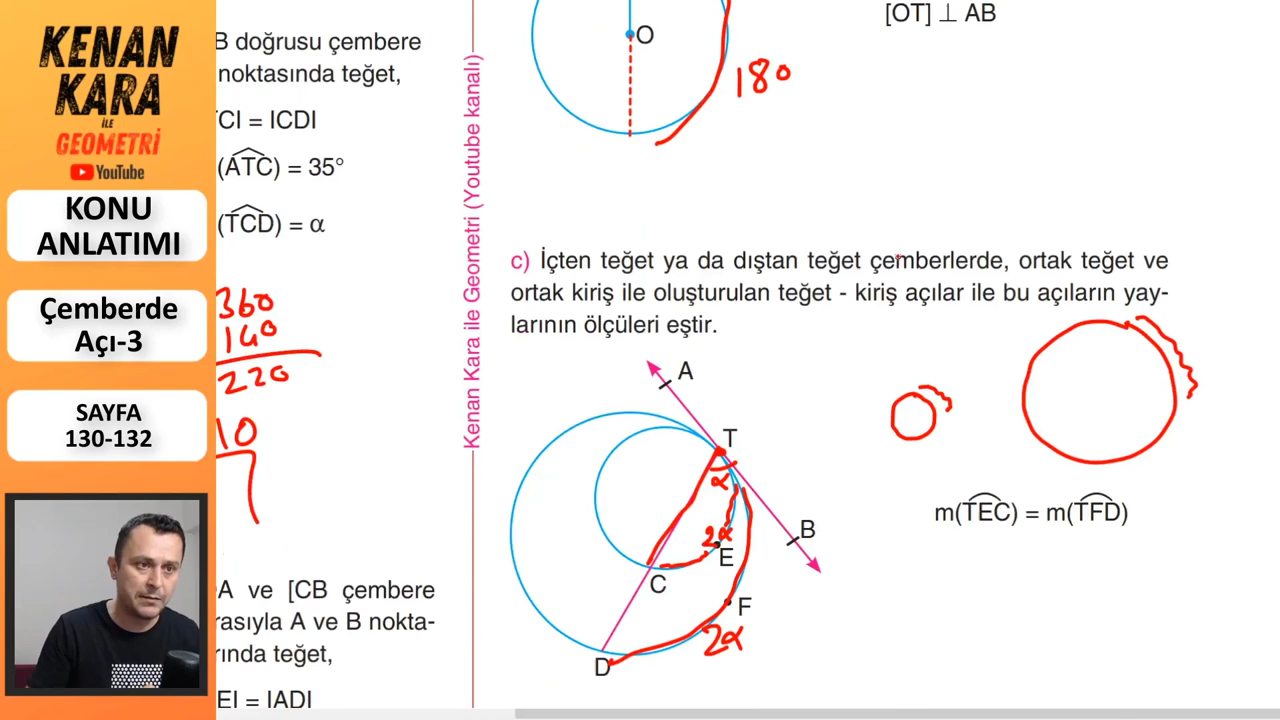 KENAN
KARA
İLE
GEOMETRİ
YouTube
KONU
ANLATIMI
Çemberde
Açı-3
SAYFA
130-132
B doğrusu çembere
noktasında teğet,
TCI = ICDI
(ATC) = 35°
(TCD) = α
360
140
220
10
A ve [CB çembere
rasıyla A ve B nokta-
rında teğet,
EI = IADI
Kenan Kara ile Geometri (Youtube kanalı)
O
180
[OT] ⊥ AB
c) İçten teğet ya da dıştan teğet çemberlerde, ortak teğet ve
ortak kiriş ile oluşturulan teğet - kiriş açılar ile bu açıların yay-
larının ölçüleri eştir.
A
T
α
B
2α
E
C
F
2α
D
m(TEC) = m(TFD)